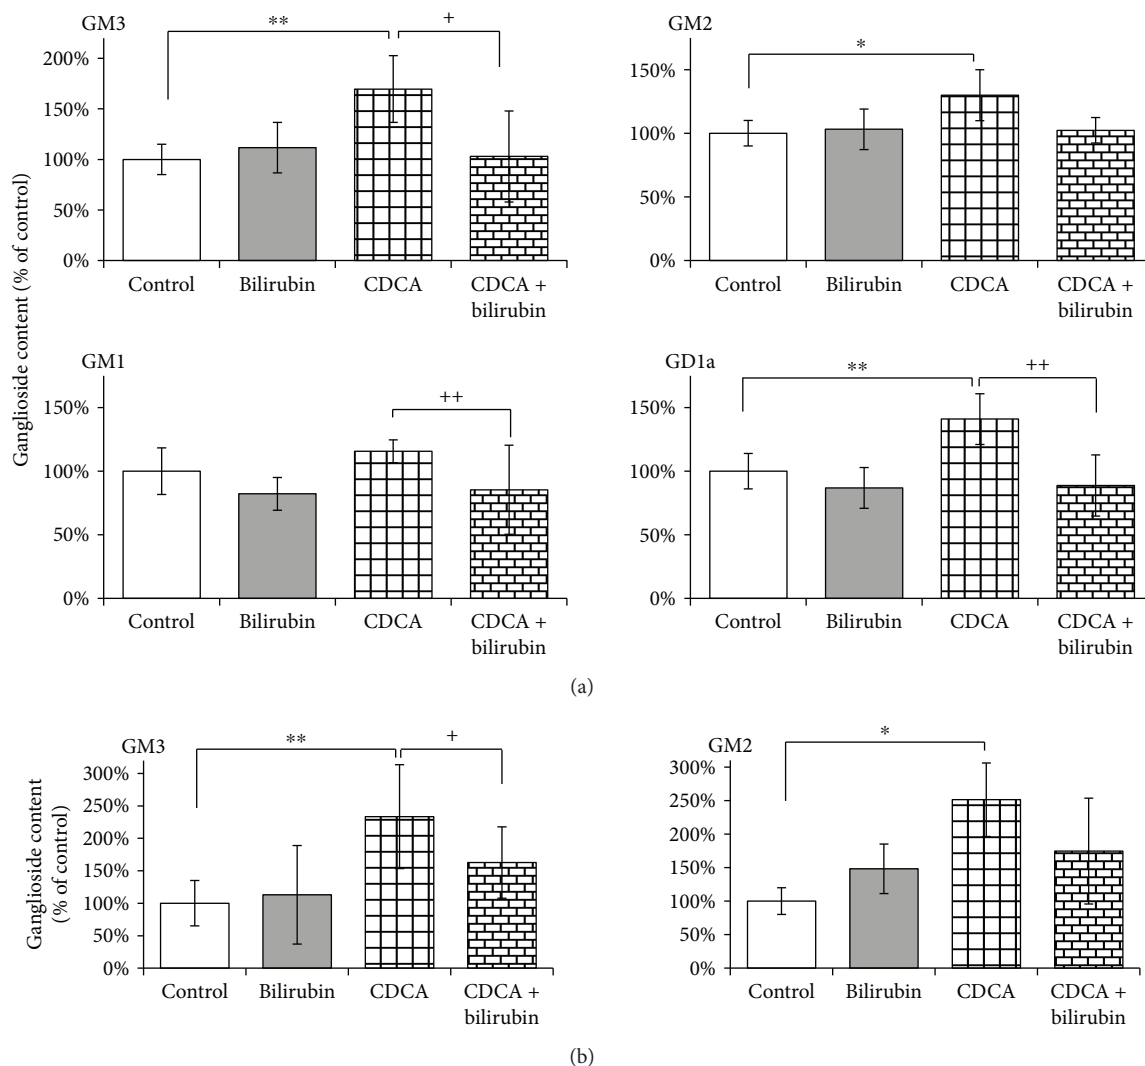 Ganglioside content (% of control)
GM3
**
+
200%
150%
100%
50%
0%
Control
Bilirubin
CDCA
CDCA +
bilirubin
GM2
*
150%
100%
50%
0%
Control
Bilirubin
CDCA
CDCA +
bilirubin
GM1
++
150%
100%
50%
0%
Control
Bilirubin
CDCA
CDCA +
bilirubin
GD1a
**
++
150%
100%
50%
0%
Control
Bilirubin
CDCA
CDCA +
bilirubin
(a)
Ganglioside content
(% of control)
GM3
**
+
300%
250%
200%
150%
100%
50%
0%
Control
Bilirubin
CDCA
CDCA +
bilirubin
GM2
*
300%
250%
200%
150%
100%
50%
0%
Control
Bilirubin
CDCA
CDCA +
bilirubin
(b)